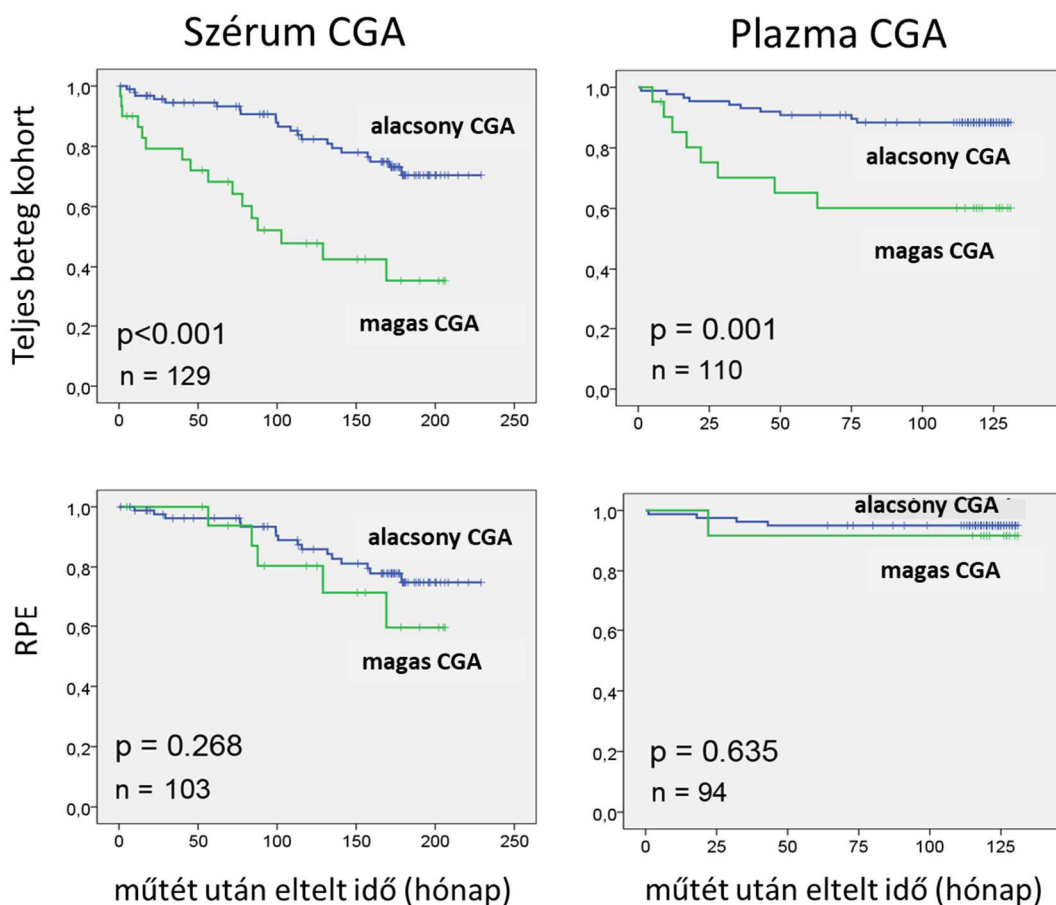 Szérum CGA
Plazma CGA
Teljes beteg kohort
1,0
0,8
0,6
0,4
0,2
0,0
alacsony CGA
magas CGA
p<0.001
n = 129
0 50 100 150 200 250
1,0
0,8
0,6
0,4
0,2
0,0
alacsony CGA
magas CGA
p = 0.001
n = 110
0 25 50 75 100 125
RPE
1,0
0,8
0,6
0,4
0,2
0,0
alacsony CGA
magas CGA
p = 0.268
n = 103
0 50 100 150 200 250
műtét után eltelt idő (hónap)
1,0
0,8
0,6
0,4
0,2
0,0
alacsony CGA
magas CGA
p = 0.635
n = 94
0 25 50 75 100 125
műtét után eltelt idő (hónap)